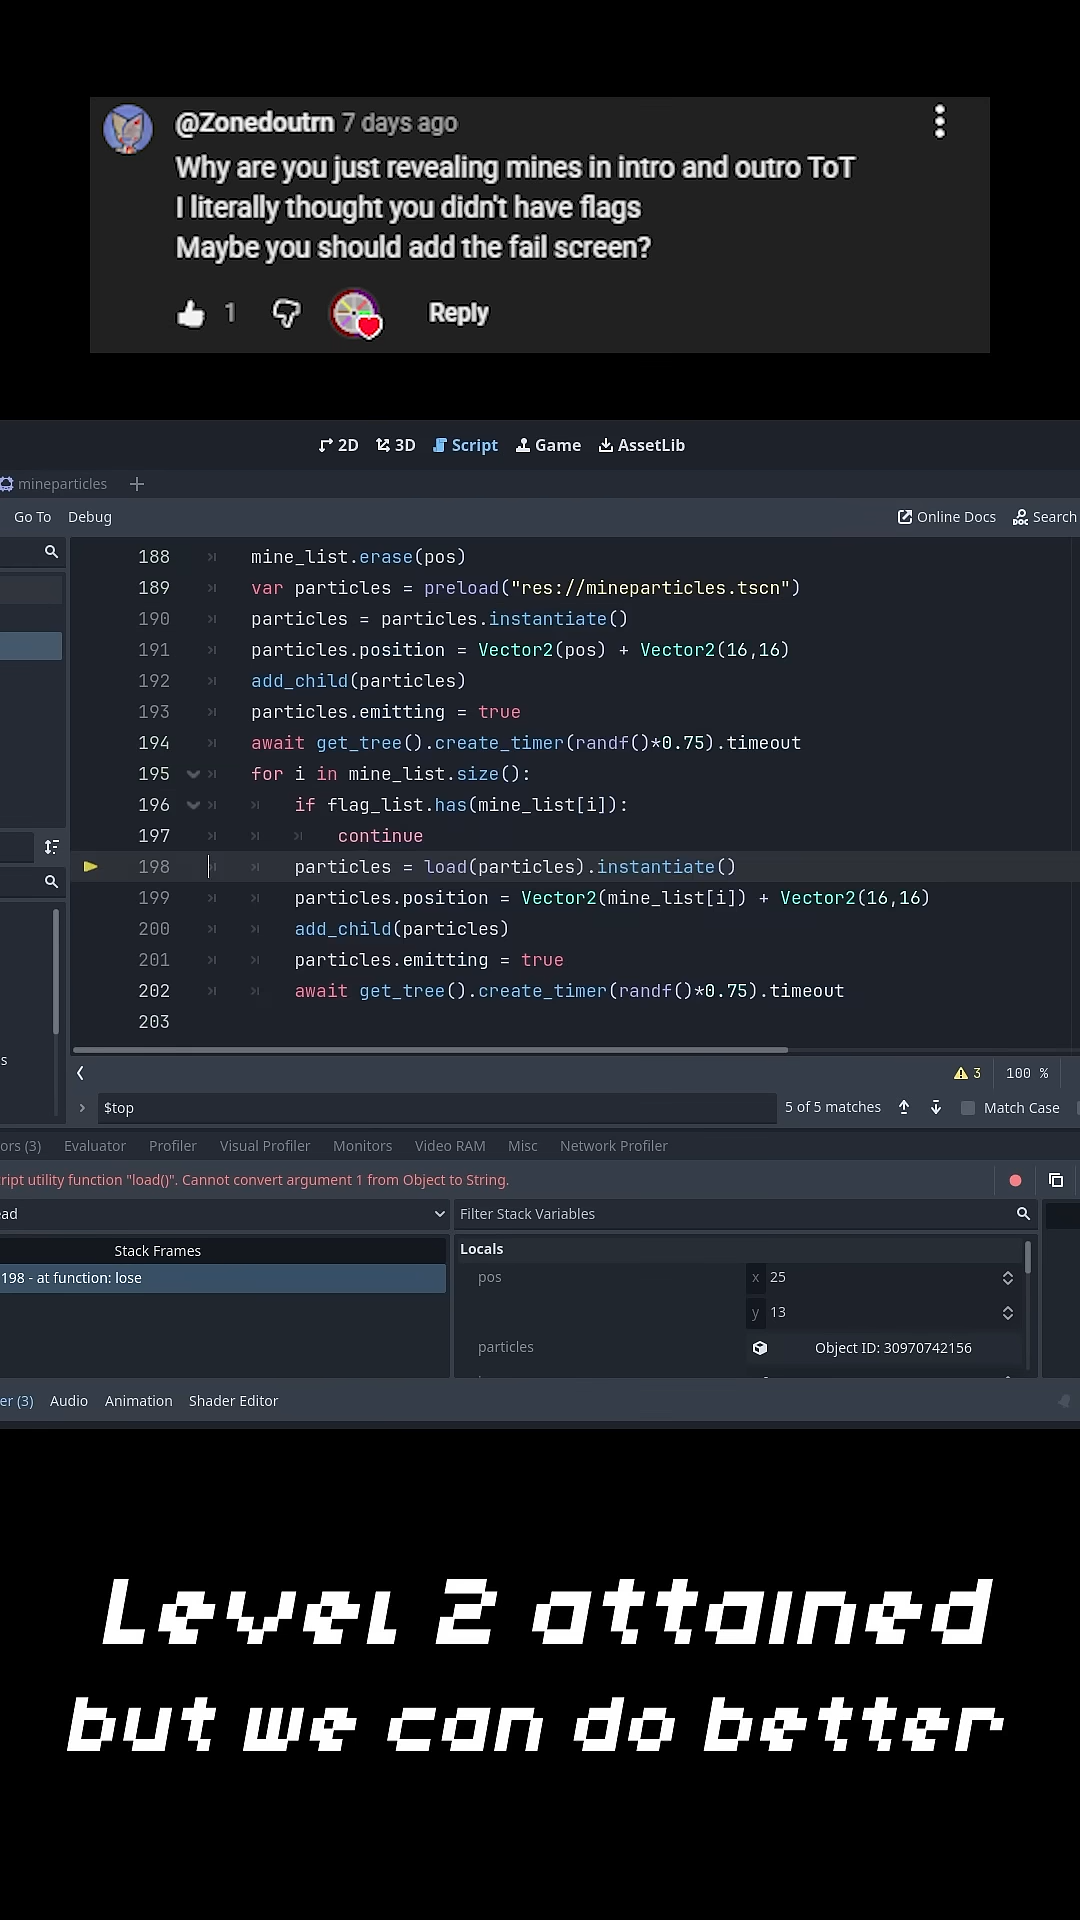 @Zonedoutrn 7 days ago
Why are you just revealing mines in intro and outro ToT
I literally thought you didn't have flags
Maybe you should add the fail screen?
1 Reply
2D 3D Script Game AssetLib
mineparticles
Go To Debug Online Docs Search
188 mine_list.erase(pos)
189 var particles = preload("res://mineparticles.tscn")
190 particles = particles.instantiate()
191 particles.position = Vector2(pos) + Vector2(16,16)
192 add_child(particles)
193 particles.emitting = true
194 await get_tree().create_timer(randf()*0.75).timeout
195 for i in mine_list.size():
196 if flag_list.has(mine_list[i]):
197 continue
198 particles = load(particles).instantiate()
199 particles.position = Vector2(mine_list[i]) + Vector2(16,16)
200 add_child(particles)
201 particles.emitting = true
202 await get_tree().create_timer(randf()*0.75).timeout
203
s
3 100 %
$top 5 of 5 matches Match Case
ors (3) Evaluator Profiler Visual Profiler Monitors Video RAM Misc Network Profiler
ript utility function "load()". Cannot convert argument 1 from Object to String.
ead Filter Stack Variables
Stack Frames Locals
198 - at function: lose pos x 25
y 13
particles Object ID: 30970742156
er (3) Audio Animation Shader Editor
Level 2 attained
but we can do better